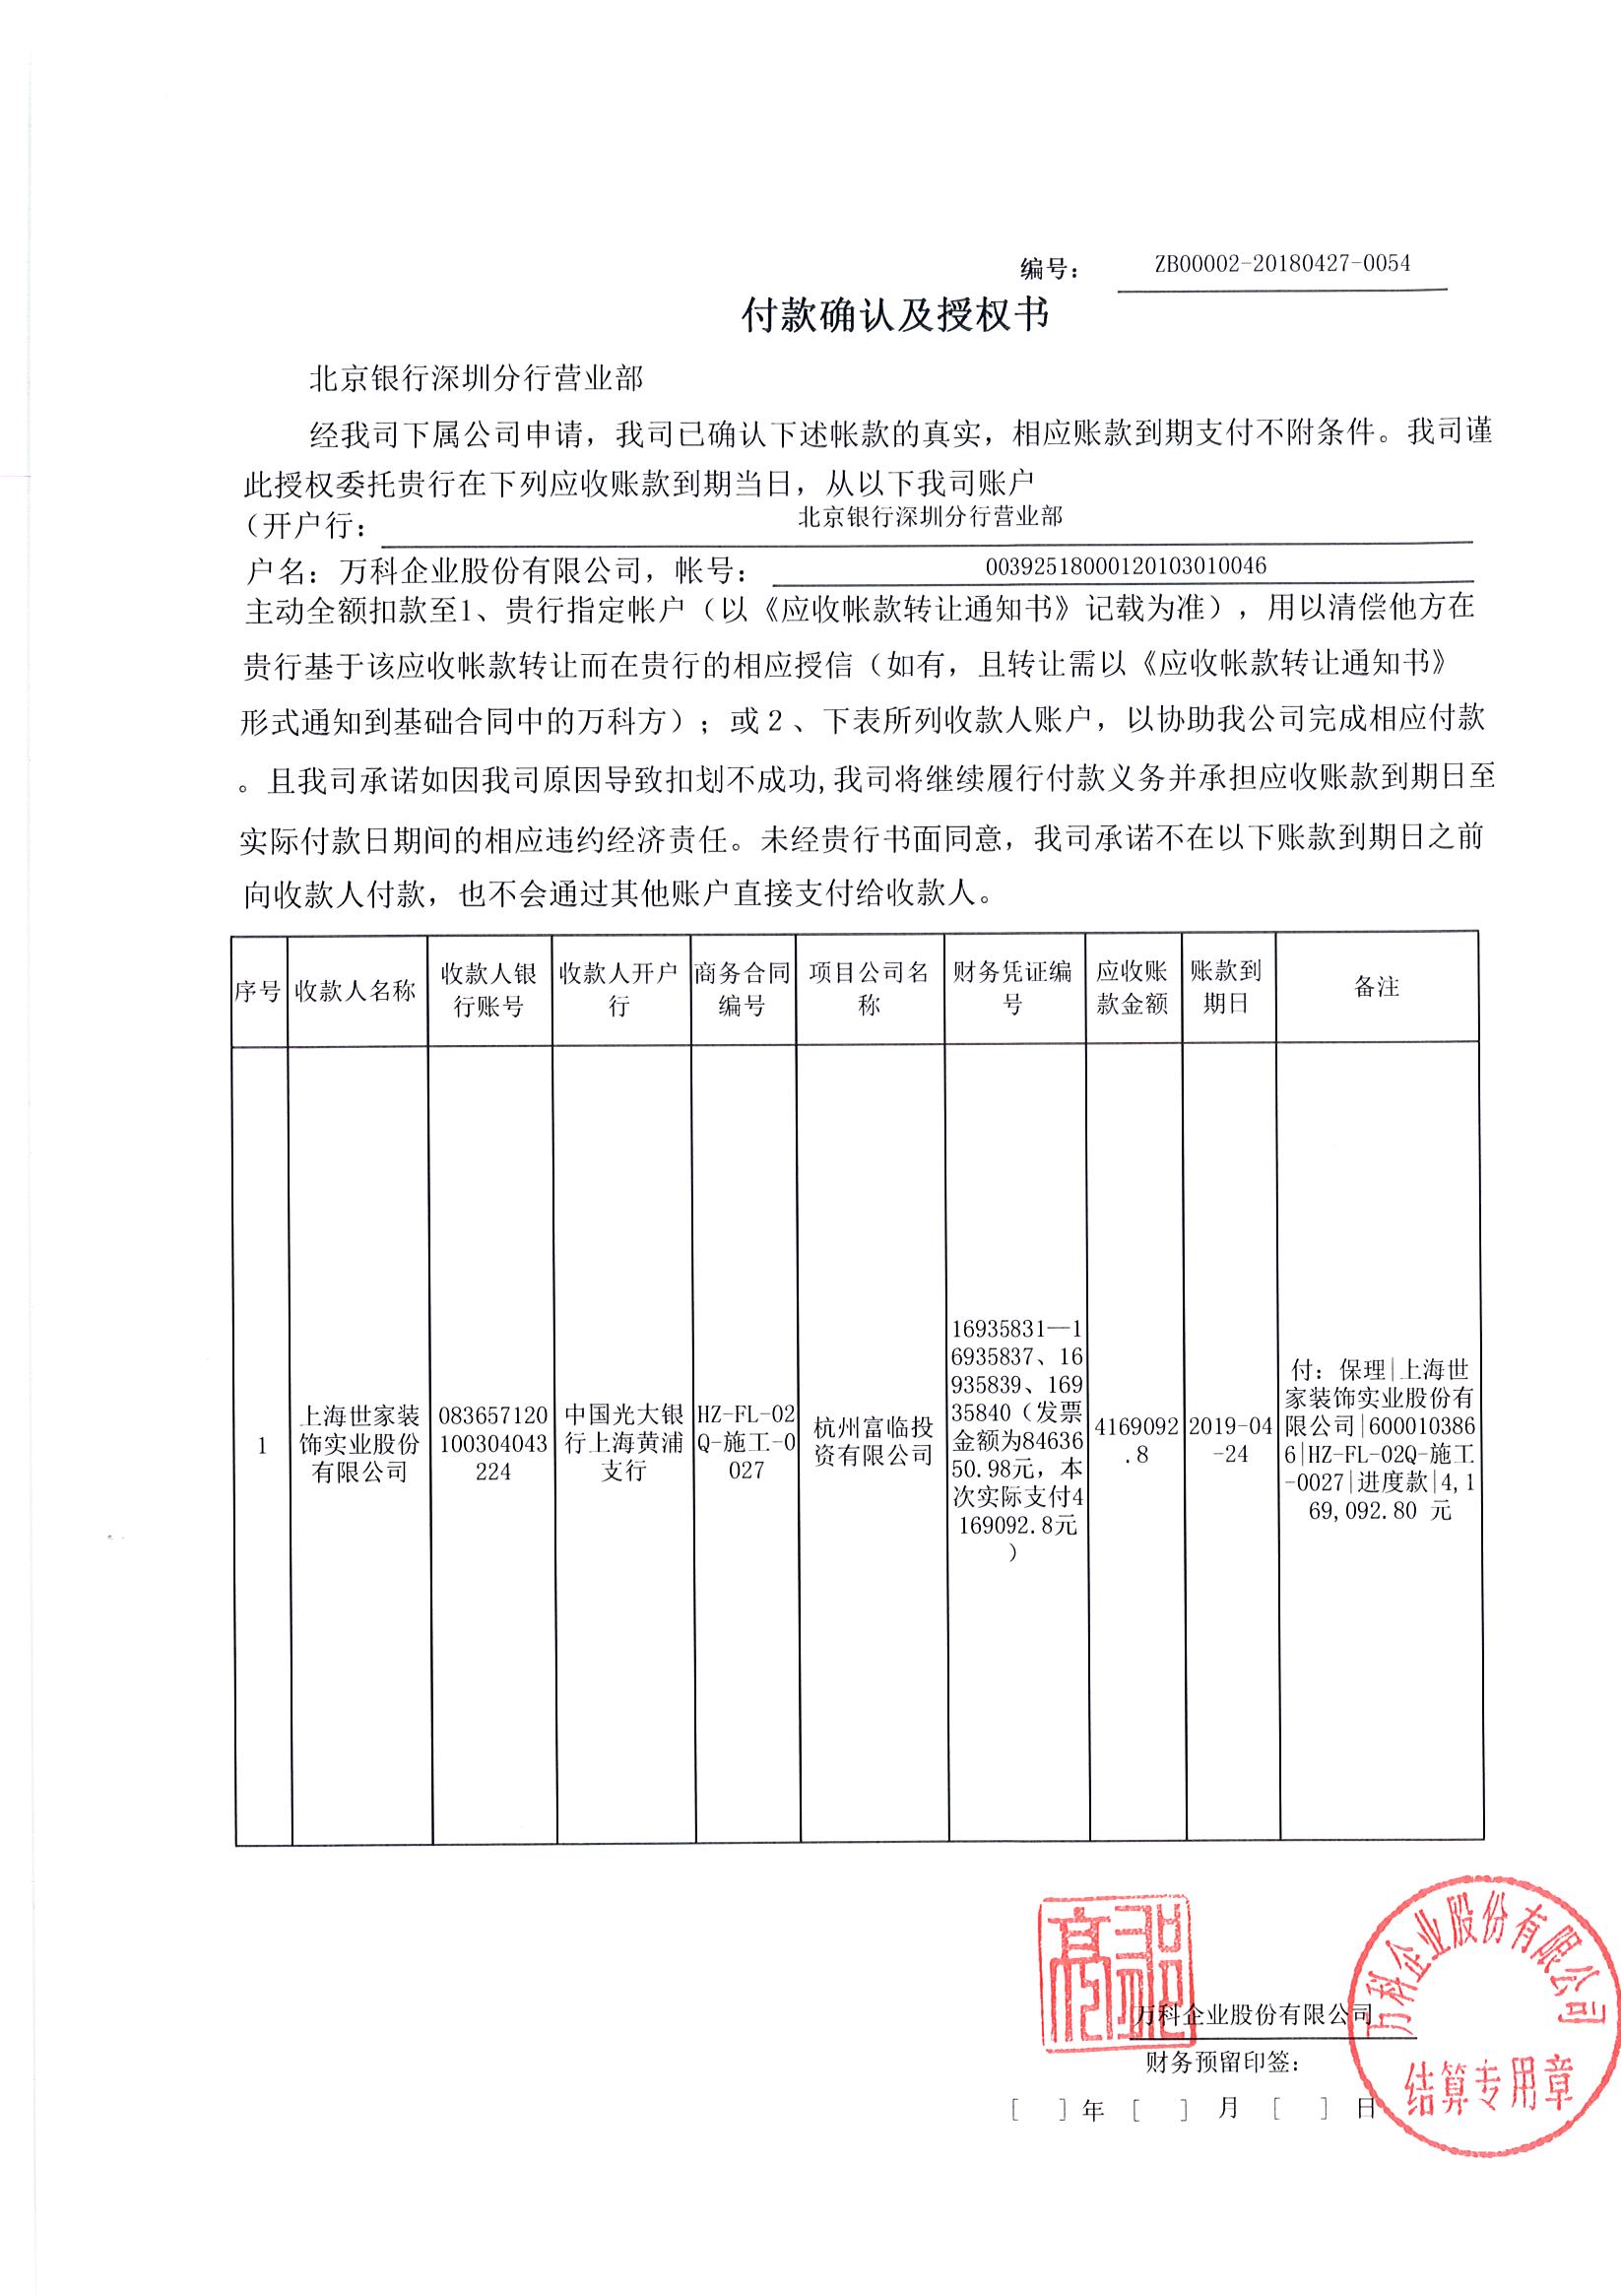 编号： ZB00002-20180427-0054
付款确认及授权书
北京银行深圳分行营业部
经我司下属公司申请，我司已确认下述帐款的真实，相应账款到期支付不附条件。我司谨
此授权委托贵行在下列应收账款到期当日，从以下我司账户
（开户行： 北京银行深圳分行营业部
户名：万科企业股份有限公司，帐号： 00392518000120103010046
主动全额扣款至1、贵行指定帐户（以《应收帐款转让通知书》记载为准），用以清偿他方在
贵行基于该应收帐款转让而在贵行的相应授信（如有，且转让需以《应收帐款转让通知书》
形式通知到基础合同中的万科方）；或２、下表所列收款人账户，以协助我公司完成相应付款
。且我司承诺如因我司原因导致扣划不成功,我司将继续履行付款义务并承担应收账款到期日至
实际付款日期间的相应违约经济责任。未经贵行书面同意，我司承诺不在以下账款到期日之前
向收款人付款，也不会通过其他账户直接支付给收款人。
序号
收款人名称
收款人银
行账号
收款人开户
行
商务合同
编号
项目公司名
称
财务凭证编
号
应收账
款金额
账款到
期日
备注
1
上海世家装
饰实业股份
有限公司
083657120
100304043
224
中国光大银
行上海黄浦
支行
HZ-FL-02
Q-施工-0
027
杭州富临投
资有限公司
16935831—1
6935837、16
935839、169
35840（发票
金额为84636
50.98元，本
次实际支付4
169092.8元
）
4169092
.8
2019-04
-24
付：保理|上海世
家装饰实业股份有
限公司|600010386
6|HZ-FL-02Q-施工
-0027|进度款|4,1
69,092.80 元
万科企业股份有限公司
财务预留印签：
[ ]年[ ]月[ ]日
万科企业股份有限公司
结算专用章